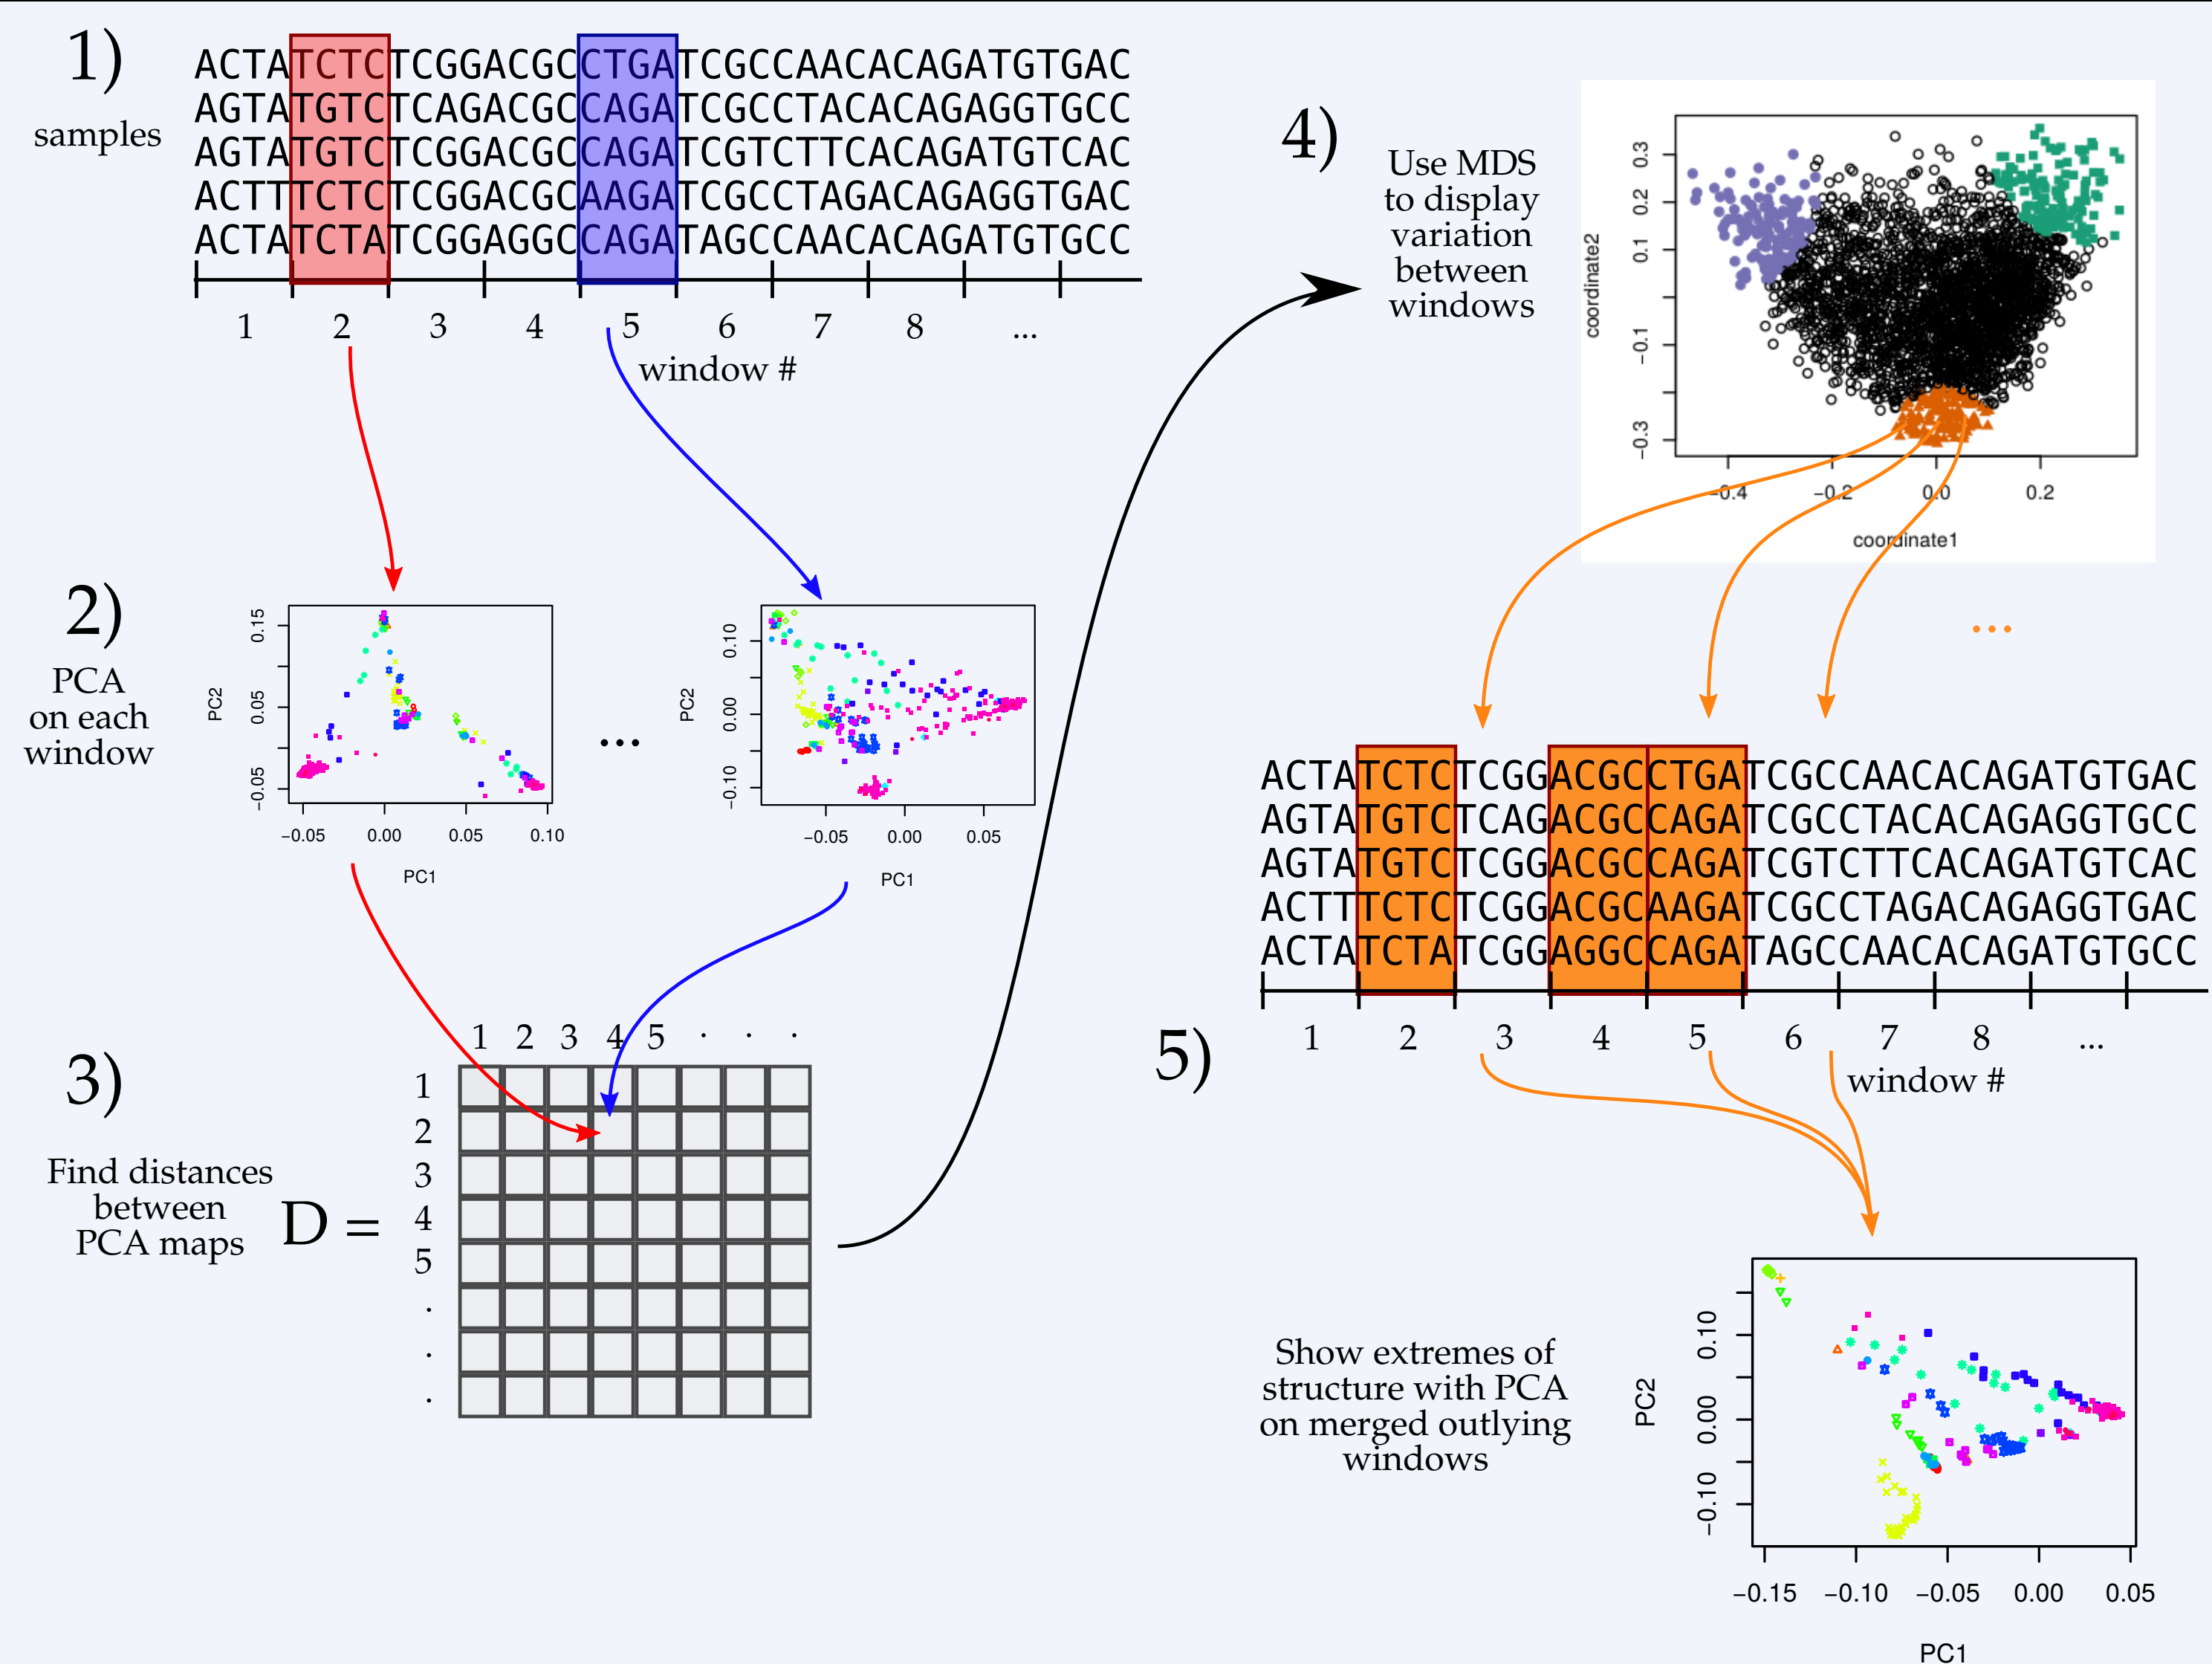 1)
samples
ACTATCTCTCGGACGCCTGATCGCCAACACAGATGTGAC
AGTATGTCTCAGACGCCAGATCGCCTACACAGAGGTGCC
AGTATGTCTCGGACGCCAGATCGTCTTCACAGATGTCAC
ACTTTCTCTCGGACGCAAGATCGCCTAGACAGAGGTGAC
ACTATCTATCGGAGGCCAGATAGCCAACACAGATGTGCC
1 2 3 4 5 6 7 8 ...
window #
2)
PCA
on each
window
PC2
0.15
0.05
−0.05
−0.05 0.00 0.05 0.10
PC1
...
PC2
0.10
0.00
−0.10
−0.05 0.00 0.05
PC1
3)
Find distances
between
PCA maps
D =
1 2 3 4 5 . . .
1
2
3
4
5
.
.
.
4)
Use MDS
to display
variation
between
windows
coordinate2
0.3
0.2
0.1
−0.1
−0.3
−0.4 −0.2 0.0 0.2
coordinate1
...
ACTATCTCTCGGACGCCTGATCGCCAACACAGATGTGAC
AGTATGTCTCAGACGCCAGATCGCCTACACAGAGGTGCC
AGTATGTCTCGGACGCCAGATCGTCTTCACAGATGTCAC
ACTTTCTCTCGGACGCAAGATCGCCTAGACAGAGGTGAC
ACTATCTATCGGAGGCCAGATAGCCAACACAGATGTGCC
1 2 3 4 5 6 7 8 ...
window #
5)
Show extremes of
structure with PCA
on merged outlying
windows
PC2
0.10
0.00
−0.10
−0.15 −0.10 −0.05 0.00 0.05
PC1